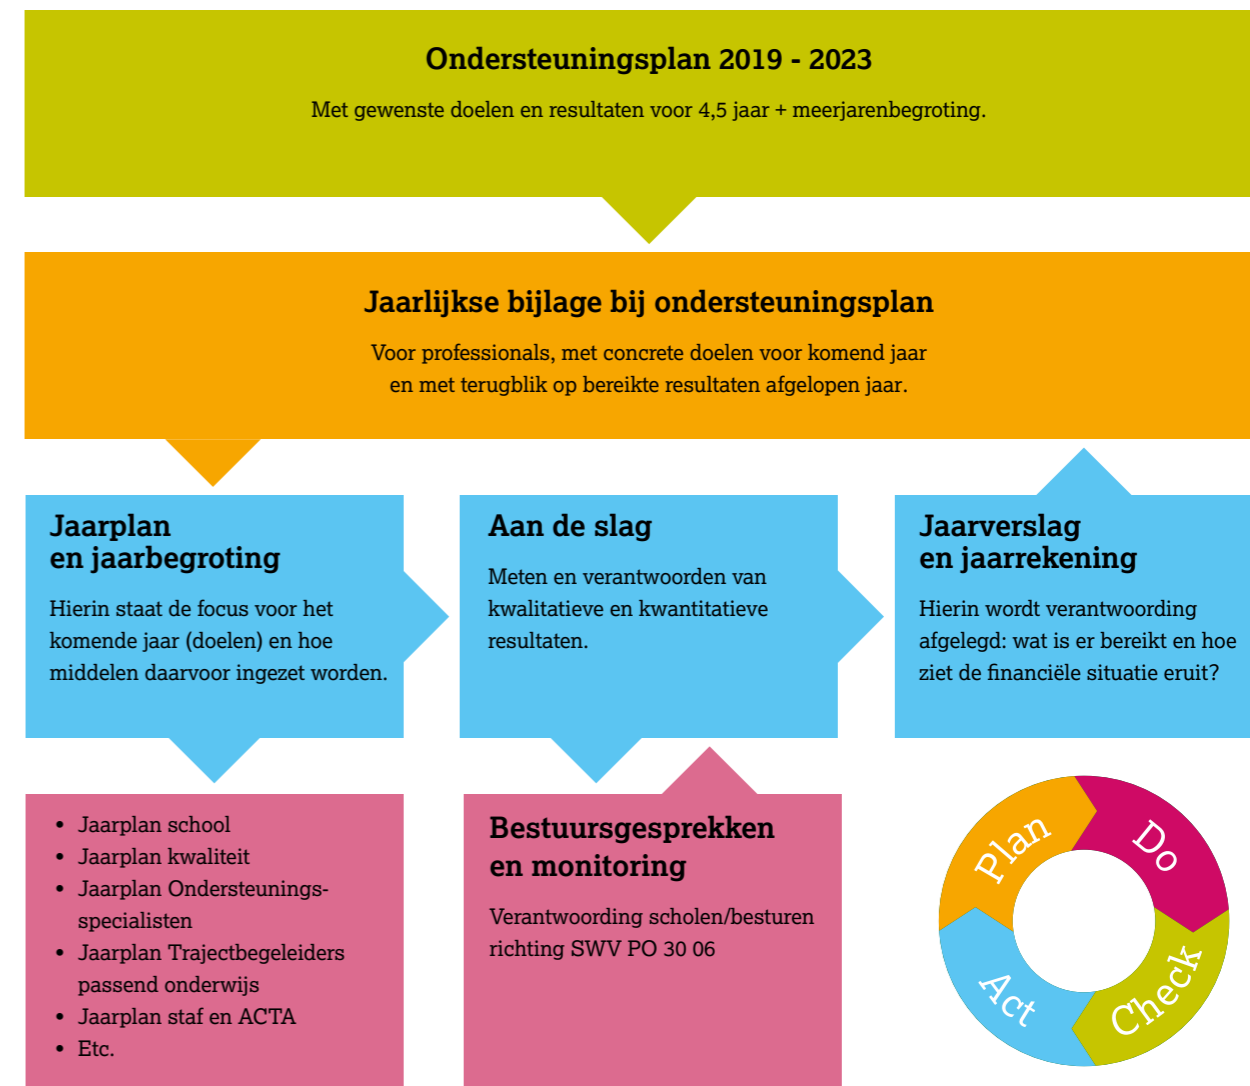 Ondersteuningsplan 2019 - 2023
Met gewenste doelen en resultaten voor 4,5 jaar + meerjarenbegroting.
Jaarlijkse bijlage bij ondersteuningsplan
Voor professionals, met concrete doelen voor komend jaar
en met terugblik op bereikte resultaten afgelopen jaar.
Jaarplan
en jaarbegroting
Hierin staat de focus voor het
komende jaar (doelen) en hoe
middelen daarvoor ingezet worden.
Aan de slag
Meten en verantwoorden van
kwalitatieve en kwantitatieve
resultaten.
Jaarverslag
en jaarrekening
Hierin wordt verantwoording
afgelegd: wat is er bereikt en hoe
ziet de financiële situatie eruit?
• Jaarplan school
• Jaarplan kwaliteit
• Jaarplan Ondersteunings-
specialisten
• Jaarplan Trajectbegeleiders
passend onderwijs
• Jaarplan staf en ACTA
• Etc.
Bestuursgesprekken
en monitoring
Verantwoording scholen/besturen
richting SWV PO 30 06
Plan
Do
Check
Act